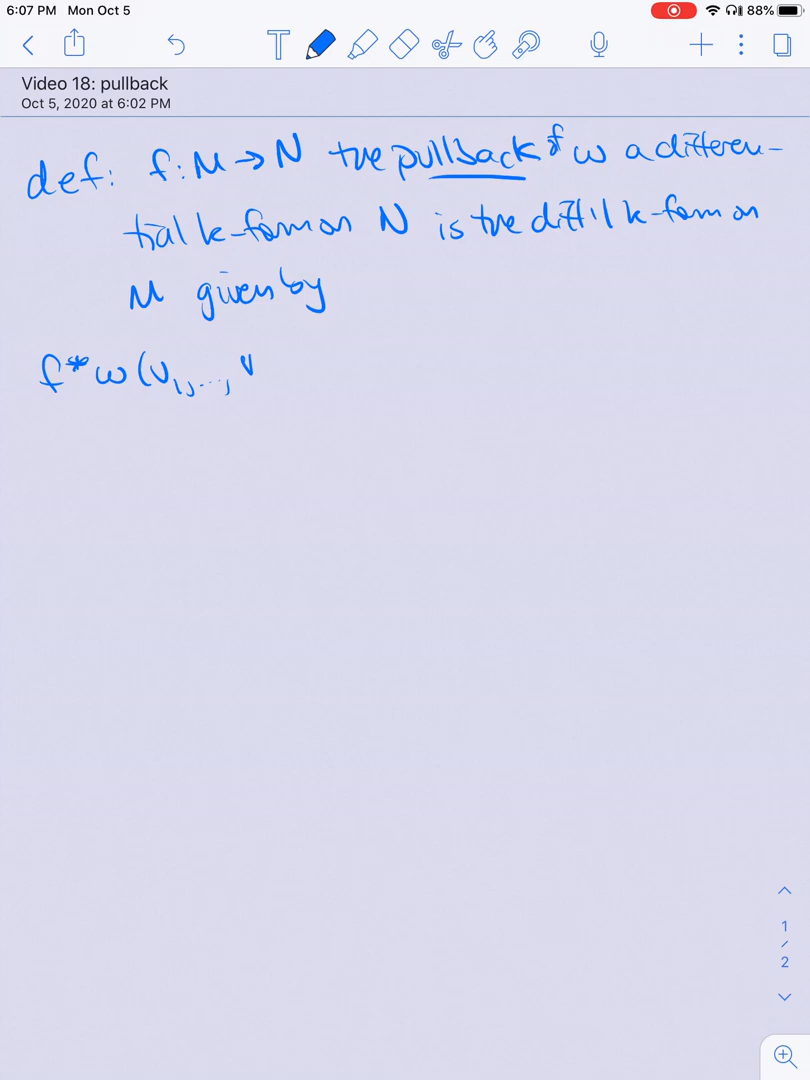 6:07 PM Mon Oct 5 88%
T
Video 18: pullback
Oct 5, 2020 at 6:02 PM
def: f: M → N the pullback of ω a differen-
tial k-form on N is the diff'l k-form on
M given by
f*ω(v₁,..., v
1
/
2